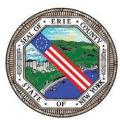 SEAL OF ERIE COUNTY
STATE OF NEW YORK